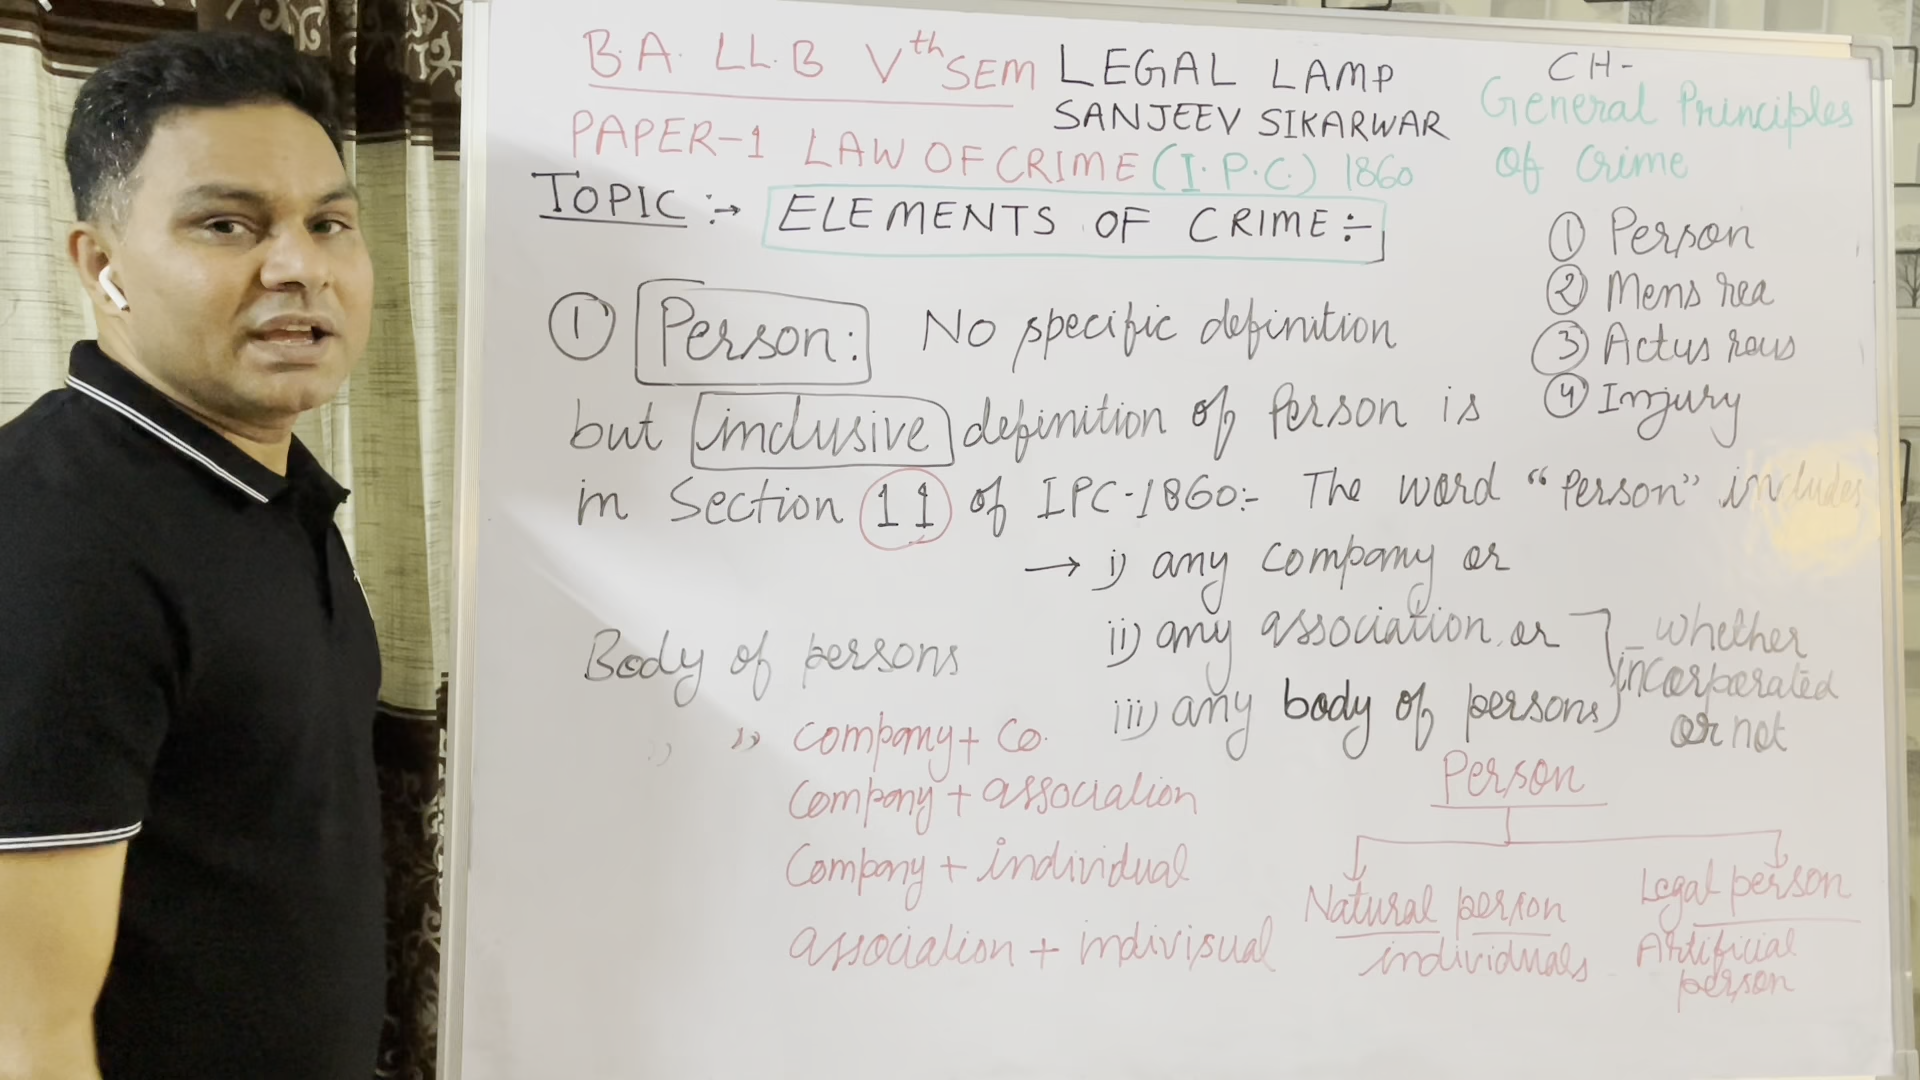 B.A. LL.B Vth SEM
LEGAL LAMP
SANJEEV SIKARWAR
PAPER-1 LAW OF CRIME (I.P.C.) 1860
TOPIC :→ ELEMENTS OF CRIME :-
CH-
General Principles
of Crime
① Person
② Mens rea
③ Actus reus
④ Injury
① Person: No specific definition
but inclusive definition of Person is
in Section 11 of IPC-1860:- The word "Person" includes
→ i) any company or
ii) any association or
iii) any body of persons
whether
incorporated
or not
Body of persons
,, ,, Company + Co.
Company + association
Company + individual
association + indivisual
Person
Natural person
individuals
Legal person
Artificial
person